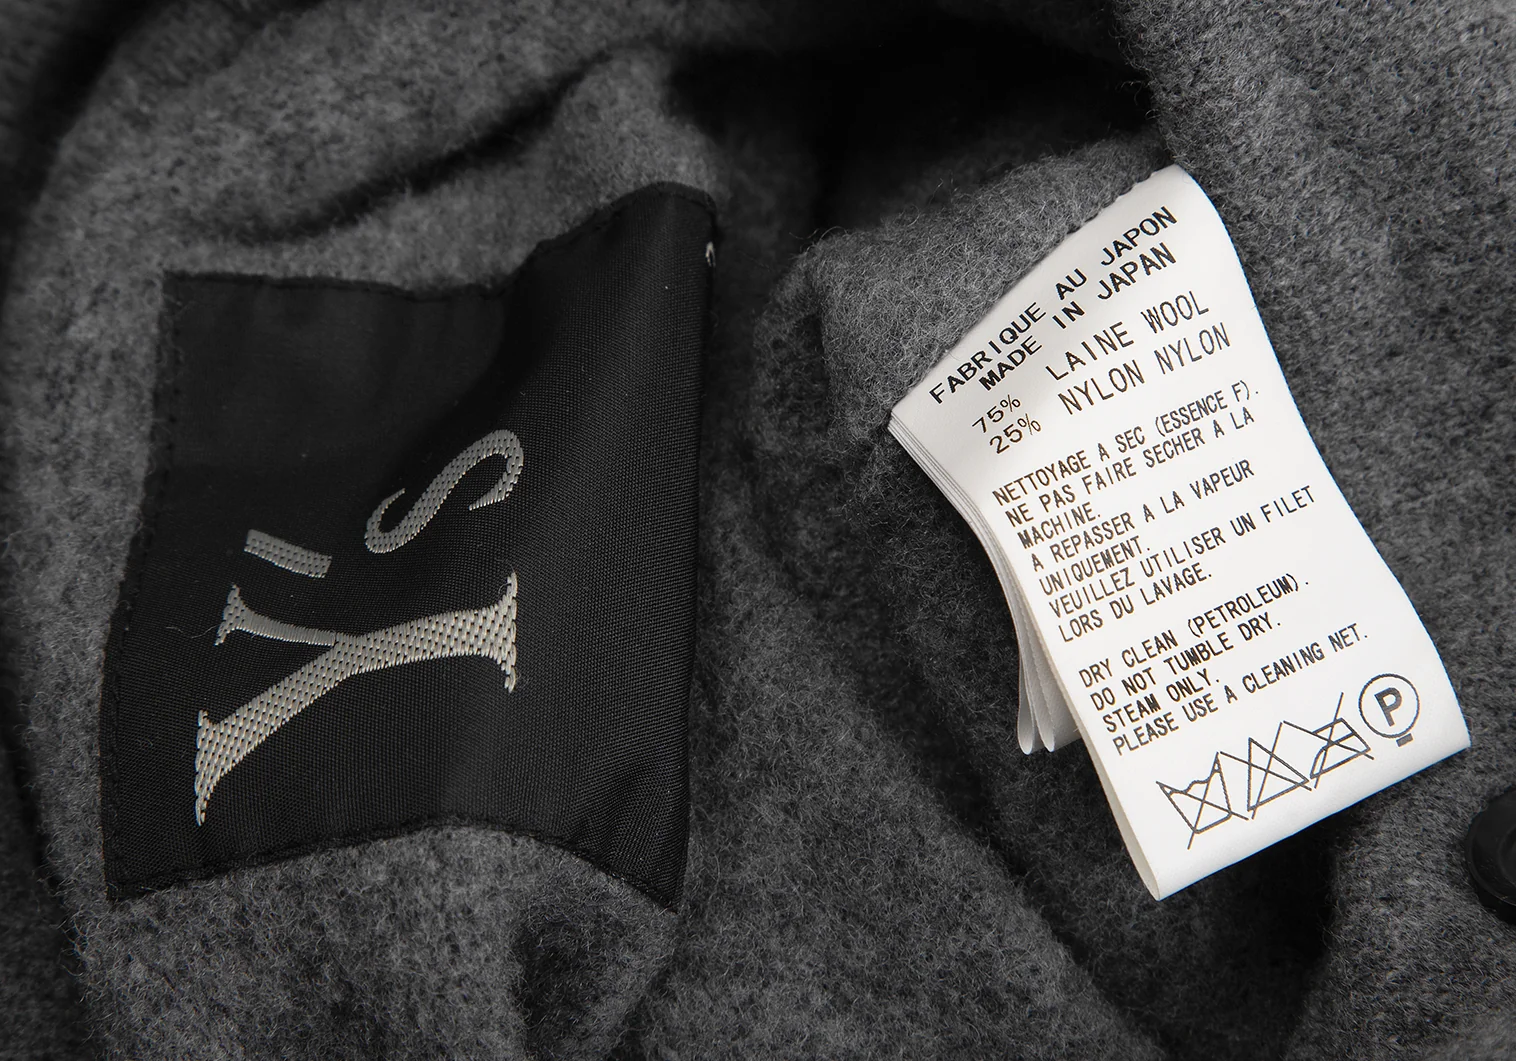 Y's
FABRIQUE AU JAPON
MADE IN JAPAN
75% LAINE WOOL
25% NYLON NYLON
NETTOYAGE A SEC (ESSENCE F).
NE PAS FAIRE SECHER A LA
MACHINE.
A REPASSER A LA VAPEUR
UNIQUEMENT.
VEUILLEZ UTILISER UN FILET
LORS DU LAVAGE.
DRY CLEAN (PETROLEUM).
DO NOT TUMBLE DRY.
STEAM ONLY.
PLEASE USE A CLEANING NET.
P